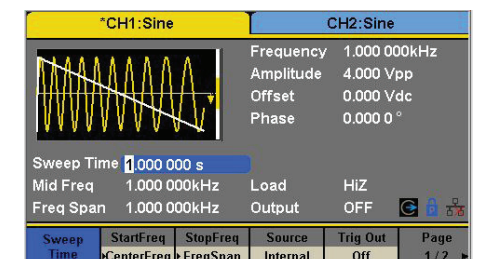 *CH1:Sine CH2:Sine
Frequency 1.000 000kHz
Amplitude 4.000 Vpp
Offset 0.000 Vdc
Phase 0.000 0 °
Sweep Time 1.000 000 s
Mid Freq 1.000 000kHz Load HiZ
Freq Span 1.000 000kHz Output OFF
Sweep StartFreq StopFreq Source Trig Out Page
Time CenterFreq FreqSpan Internal Off 1/2